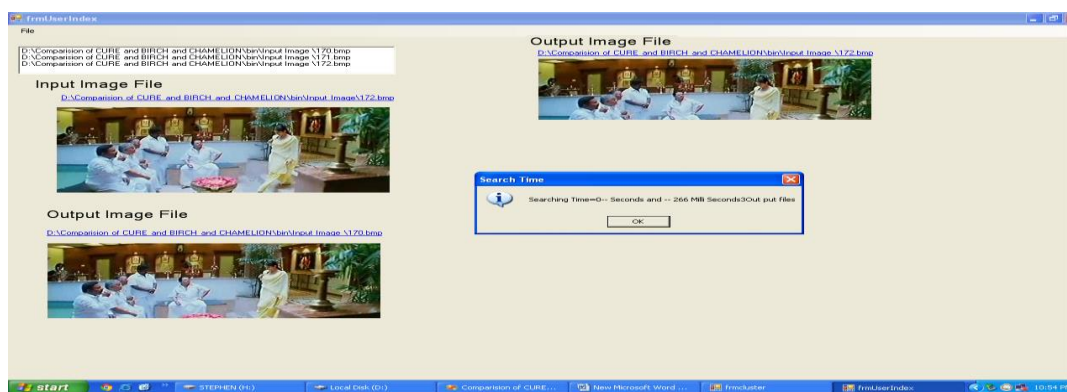 frmUserIndex
File
D:\Comparision of CURE and BIRCH and CHAMELION\bin\Input Image \170.bmp
D:\Comparision of CURE and BIRCH and CHAMELION\bin\Input Image \171.bmp
D:\Comparision of CURE and BIRCH and CHAMELION\bin\Input Image \172.bmp
Input Image File
D:\Comparision of CURE and BIRCH and CHAMELION\bin\Input Image\172.bmp
Output Image File
D:\Comparision of CURE and BIRCH and CHAMELION\bin\Input Image \170.bmp
Output Image File
D:\Comparision of CURE and BIRCH and CHAMELION\bin\Input Image \172.bmp
Search Time
Searching Time=0-- Seconds and -- 266 Milli Seconds3Out put files
OK
start
STEPHEN (H:)
Local Disk (D:)
Comparision of CURE...
New Microsoft Word ...
frmcluster
frmUserIndex
10:54 PM